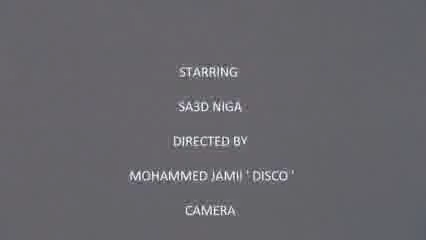 STARRING
SA3D NIGA
DIRECTED BY
MOHAMMED JAMII ' DISCO '
CAMERA